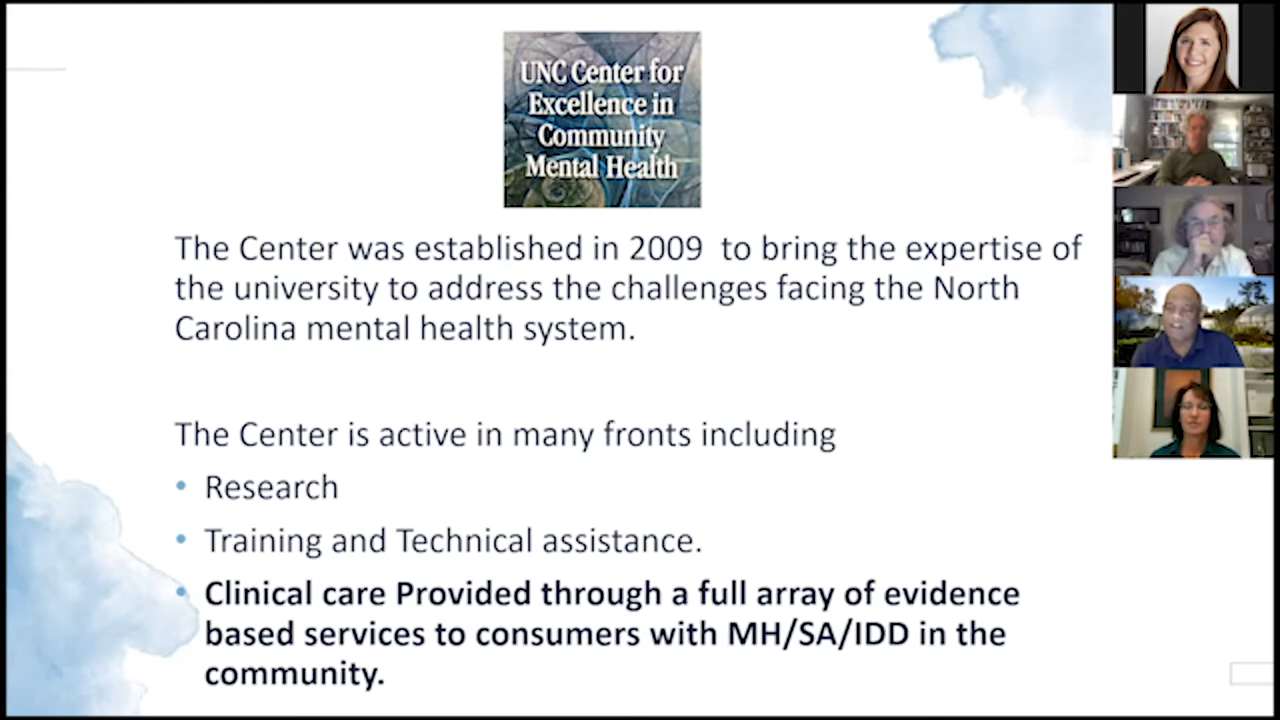 UNC Center for
Excellence in
Community
Mental Health
The Center was established in 2009  to bring the expertise of
the university to address the challenges facing the North
Carolina mental health system.
The Center is active in many fronts including
• Research
• Training and Technical assistance.
• Clinical care Provided through a full array of evidence
based services to consumers with MH/SA/IDD in the
community.